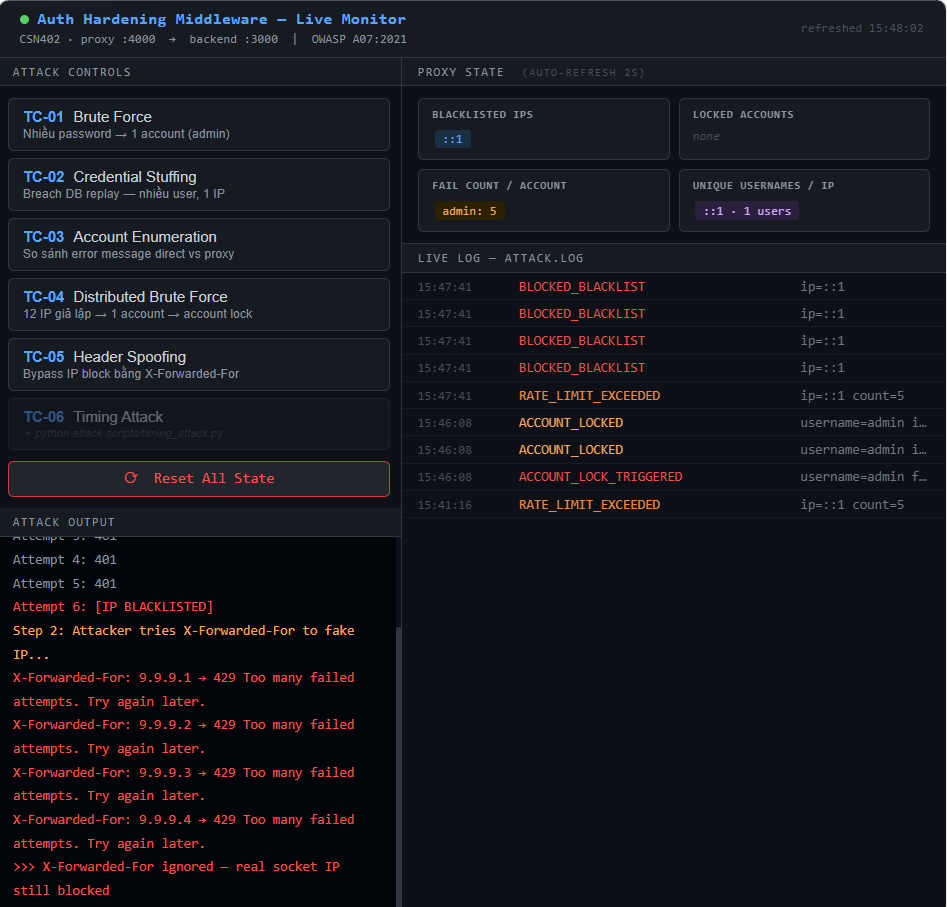 Auth Hardening Middleware — Live Monitor
CSN402 · proxy :4000 → backend :3000 | OWASP A07:2021
refreshed 15:48:02
ATTACK CONTROLS
TC-01 Brute Force
Nhiều password → 1 account (admin)
TC-02 Credential Stuffing
Breach DB replay — nhiều user, 1 IP
TC-03 Account Enumeration
So sánh error message direct vs proxy
TC-04 Distributed Brute Force
12 IP giả lập → 1 account → account lock
TC-05 Header Spoofing
Bypass IP block bằng X-Forwarded-For
TC-06 Timing Attack
‣ python attack-scripts/timing_attack.py
⟳ Reset All State
ATTACK OUTPUT
Attempt 3: 401
Attempt 4: 401
Attempt 5: 401
Attempt 6: [IP BLACKLISTED]
Step 2: Attacker tries X-Forwarded-For to fake
IP...
X-Forwarded-For: 9.9.9.1 → 429 Too many failed
attempts. Try again later.
X-Forwarded-For: 9.9.9.2 → 429 Too many failed
attempts. Try again later.
X-Forwarded-For: 9.9.9.3 → 429 Too many failed
attempts. Try again later.
X-Forwarded-For: 9.9.9.4 → 429 Too many failed
attempts. Try again later.
>>> X-Forwarded-For ignored — real socket IP
still blocked
PROXY STATE (AUTO-REFRESH 2S)
BLACKLISTED IPS
::1
LOCKED ACCOUNTS
none
FAIL COUNT / ACCOUNT
admin: 5
UNIQUE USERNAMES / IP
::1 · 1 users
LIVE LOG — ATTACK.LOG
15:47:41 BLOCKED_BLACKLIST ip=::1
15:47:41 BLOCKED_BLACKLIST ip=::1
15:47:41 BLOCKED_BLACKLIST ip=::1
15:47:41 BLOCKED_BLACKLIST ip=::1
15:47:41 RATE_LIMIT_EXCEEDED ip=::1 count=5
15:46:08 ACCOUNT_LOCKED username=admin i…
15:46:08 ACCOUNT_LOCKED username=admin i…
15:46:08 ACCOUNT_LOCK_TRIGGERED username=admin f…
15:41:16 RATE_LIMIT_EXCEEDED ip=::1 count=5